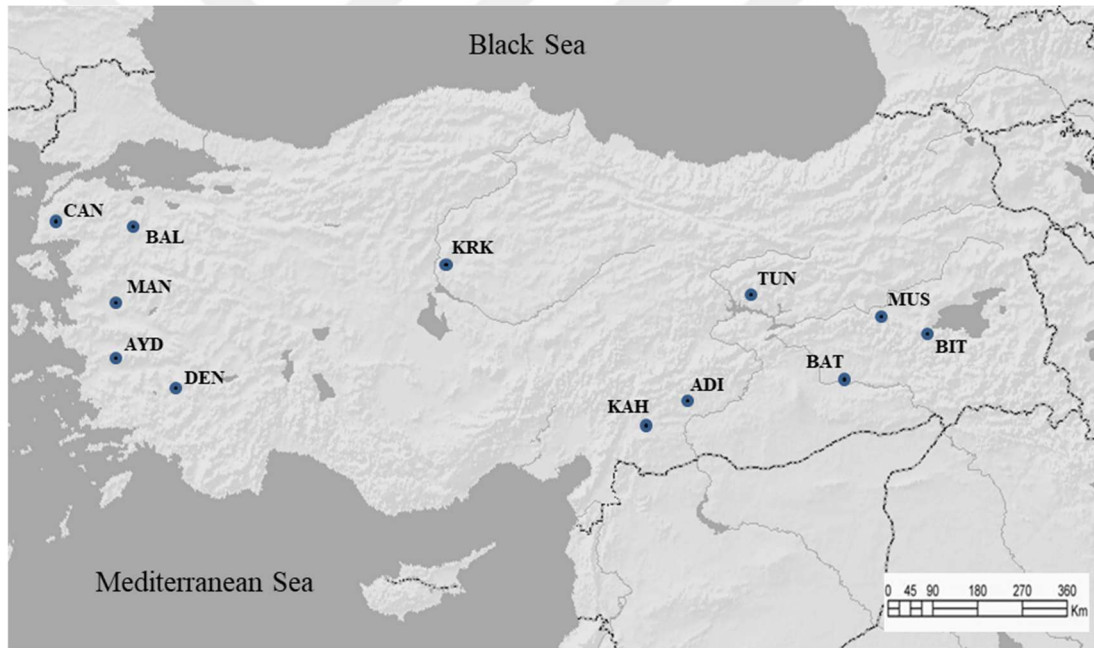 Black Sea
CAN
BAL
KRK
MAN
TUN
MUS
AYD
BIT
DEN
BAT
ADI
KAH
Mediterranean Sea
0 45 90 180 270 360
Km